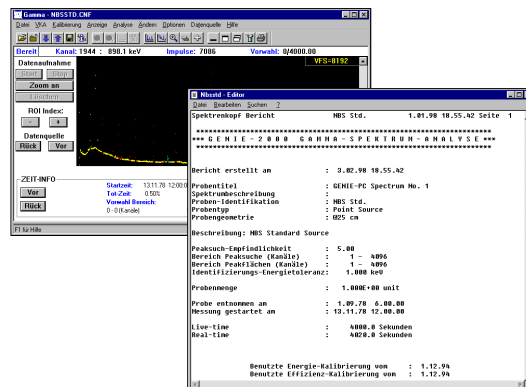 Gamma - NBSSTD.CNF
Datei VKA Kalibrierung Anzeige Analyse Ändern Optionen Datenquelle Hilfe
Bereit Kanal: 1944 : 898.1 keV Impulse: 7086 Vorwahl: 0/4000.00
Datenaufnahme
Start Stop
Zoom an
Löschen
ROI Index:
- +
Datenquelle
Rück Vor
VFS=8192
ZEIT-INFO
Vor
Rück
Startzeit: 13.11.78 12:00:0
Tot-Zeit: 0.50%
Vorwahl Bereich:
0 - 0 (Kanäle)
F1 für Hilfe
Nbsstd - Editor
Datei Bearbeiten Suchen ?
Spektrenkopf Bericht NBS Std. 1.01.98 18.55.42 Seite 1
*** G E N I E - 2 0 0 0 G A M M A - S P E K T R U M - A N A L Y S E ***
Bericht erstellt am : 3.02.98 18.55.42
Probentitel : GENIE-PC Spectrum No. 1
Spektrumbeschreibung :
Proben-Identifikation : NBS Std.
Probentyp : Point Source
Probengeometrie : @25 cm
Beschreibung: NBS Standard Source
Peaksuch-Empfindlichkeit : 5.00
Bereich Peaksuche (Kanäle) : 1 - 4096
Bereich Peakflächen (Kanäle) : 1 - 4096
Identifizierungs-Energietoleranz: 1.000 keV
Probenmenge : 1.000E+00 unit
Probe entnommen am : 1.09.78 6.00.00
Messung gestartet am : 13.11.78 12.00.00
Live-time : 4000.0 Sekunden
Real-time : 4020.0 Sekunden
Benutzte Energie-Kalibrierung vom : 1.12.94
Benutzte Effizienz-Kalibrierung vom : 1.12.94